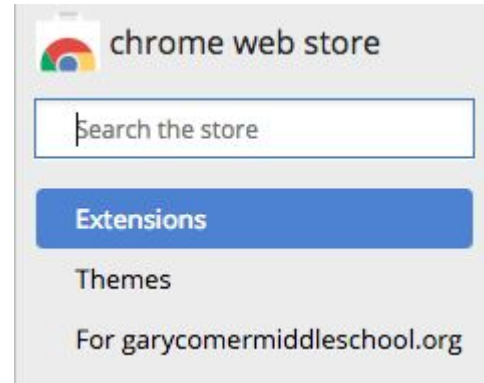 chrome web store
Search the store
Extensions
Themes
For garycomermiddleschool.org